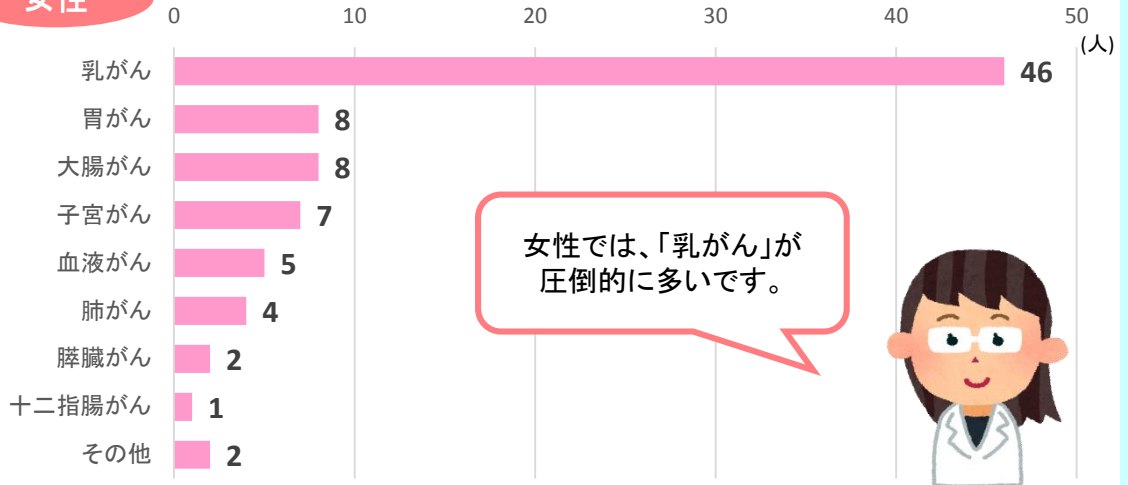 女性
0 10 20 30 40 50
(人)
乳がん 46
胃がん 8
大腸がん 8
子宮がん 7
血液がん 5
肺がん 4
膵臓がん 2
十二指腸がん 1
その他 2
女性では、「乳がん」が
圧倒的に多いです。